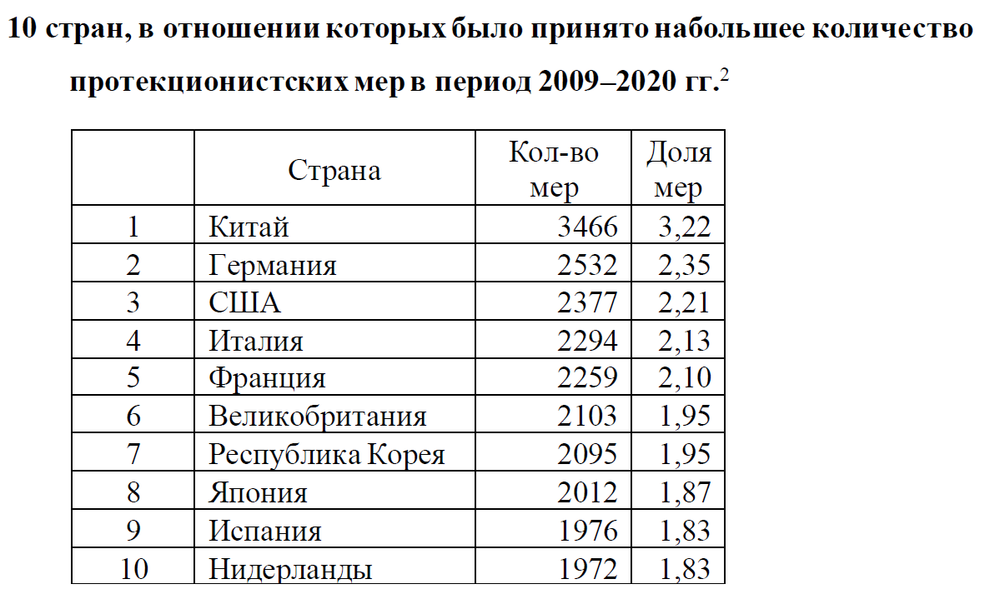 10 стран, в отношении которых было принято набольшее количество
протекционистских мер в период 2009–2020 гг.2
Страна Кол-во мер Доля мер
1 Китай 3466 3,22
2 Германия 2532 2,35
3 США 2377 2,21
4 Италия 2294 2,13
5 Франция 2259 2,10
6 Великобритания 2103 1,95
7 Республика Корея 2095 1,95
8 Япония 2012 1,87
9 Испания 1976 1,83
10 Нидерланды 1972 1,83